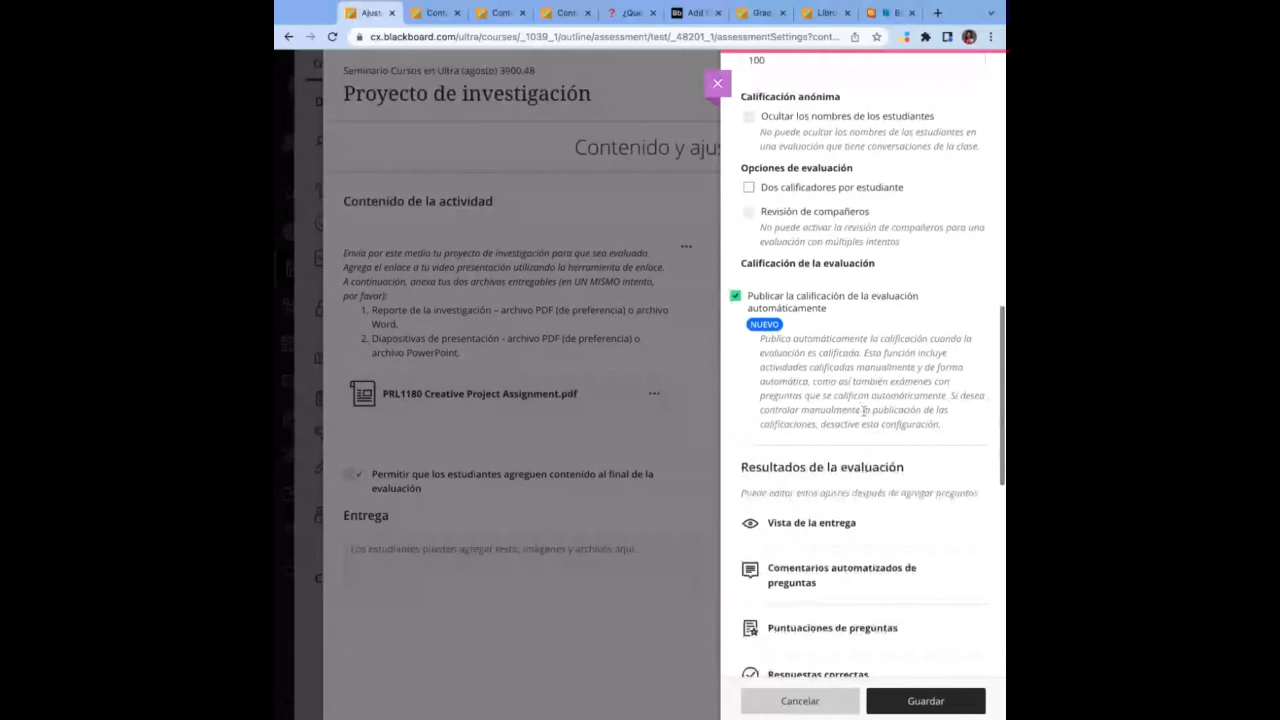 Ajust
Cont
Conte
Cont
¿Que
Add
Grad
Libro
B
cx.blackboard.com/ultra/courses/_1039_1/outline/assessment/test/_48201_1/assessmentSettings?cont...
Seminario Cursos en Ultra (agosto) 3900.48
Proyecto de investigación
Contenido y ajus
Contenido de la actividad
Envía por este medio tu proyecto de investigación para que sea evaluado.
Agrega el enlace a tu video presentación utilizando la herramienta de enlace.
A continuación, anexa tus dos archivos entregables (en UN MISMO intento,
por favor):
1. Reporte de la investigación – archivo PDF (de preferencia) o archivo
Word.
2. Diapositivas de presentación - archivo PDF (de preferencia) o
archivo PowerPoint.
PRL1180 Creative Project Assignment.pdf
Permitir que los estudiantes agreguen contenido al final de la
evaluación
Entrega
Los estudiantes pueden agregar texto, imágenes y archivos aquí.
100
Calificación anónima
Ocultar los nombres de los estudiantes
No puede ocultar los nombres de los estudiantes en
una evaluación que tiene conversaciones de la clase.
Opciones de evaluación
Dos calificadores por estudiante
Revisión de compañeros
No puede activar la revisión de compañeros para una
evaluación con múltiples intentos
Calificación de la evaluación
Publicar la calificación de la evaluación
automáticamente
NUEVO
Publica automáticamente la calificación cuando la
evaluación es calificada. Esta función incluye
actividades calificadas manualmente y de forma
automática, como así también exámenes con
preguntas que se califican automáticamente. Si desea
controlar manualmente la publicación de las
calificaciones, desactive esta configuración.
Resultados de la evaluación
Puede editar estos ajustes después de agregar preguntas
Vista de la entrega
Comentarios automatizados de
preguntas
Puntuaciones de preguntas
Respuestas correctas
Cancelar
Guardar